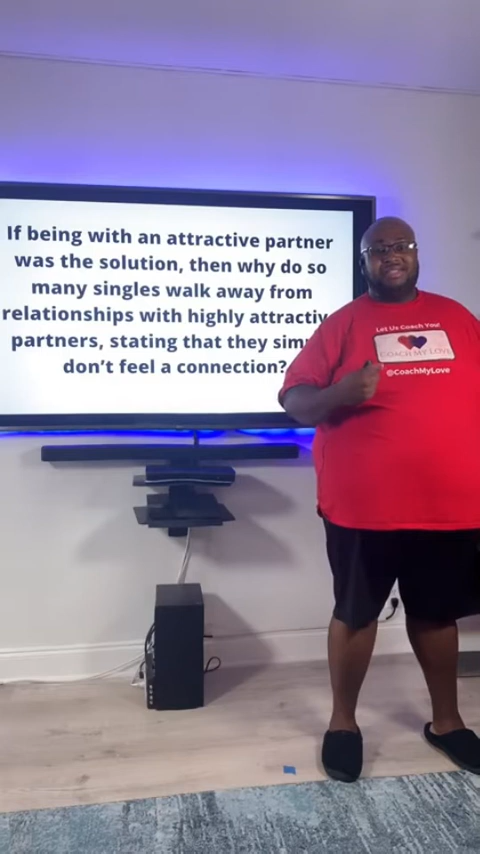 If being with an attractive partner
was the solution, then why do so
many singles walk away from
relationships with highly attractiv
partners, stating that they sim
don't feel a connection?
Let Us Coach You!
COACH MY LOVE
@CoachMyLove